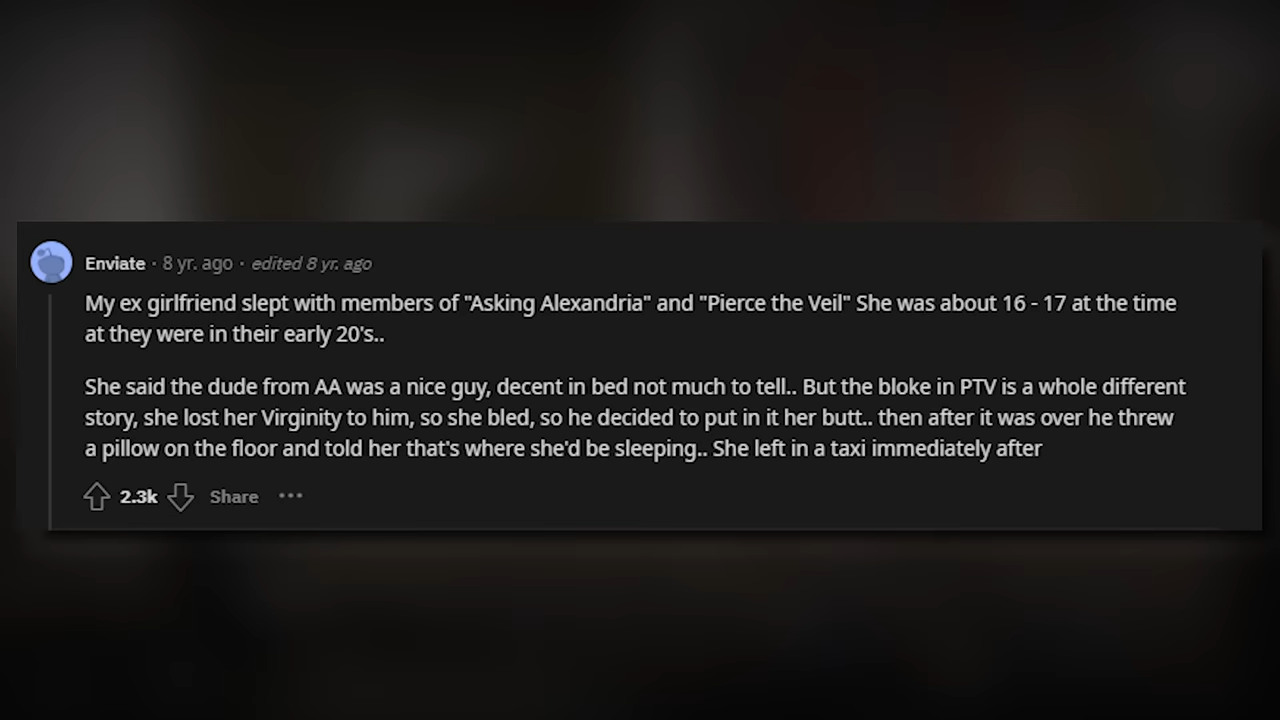 Enviate · 8 yr. ago · edited 8 yr. ago
My ex girlfriend slept with members of "Asking Alexandria" and "Pierce the Veil" She was about 16 - 17 at the time
at they were in their early 20's..
She said the dude from AA was a nice guy, decent in bed not much to tell.. But the bloke in PTV is a whole different
story, she lost her Virginity to him, so she bled, so he decided to put in it her butt.. then after it was over he threw
a pillow on the floor and told her that's where she'd be sleeping.. She left in a taxi immediately after
2.3k Share ···